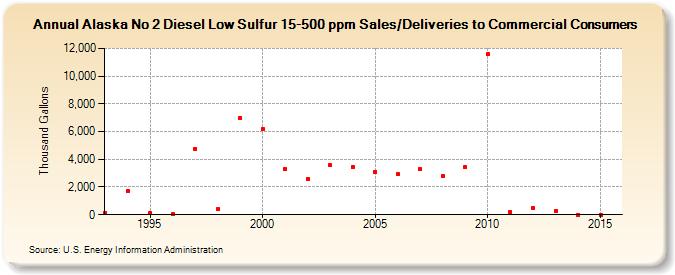 Annual Alaska No 2 Diesel Low Sulfur 15-500 ppm Sales/Deliveries to Commercial Consumers
Thousand Gallons
12,000
10,000
8,000
6,000
4,000
2,000
0
1995 2000 2005 2010 2015
Source: U.S. Energy Information Administration